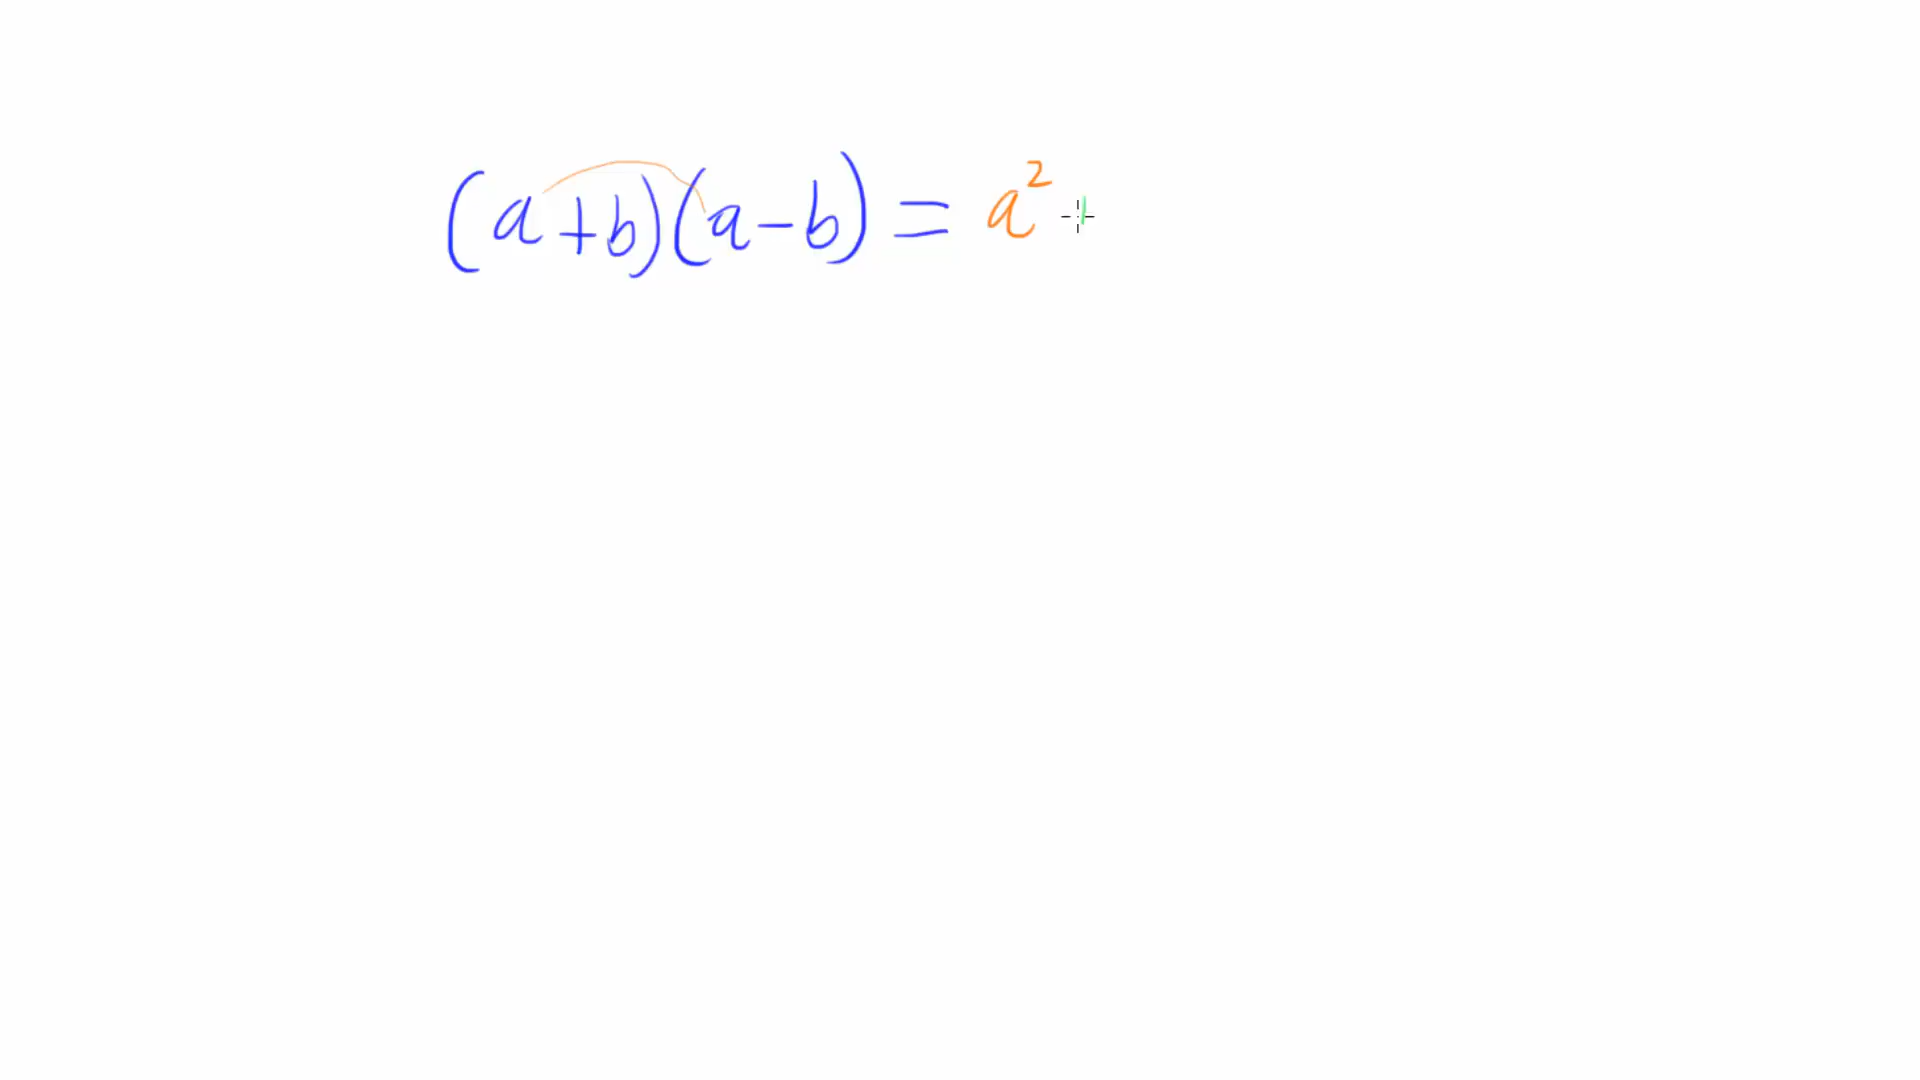 (a+b)(a-b) = a²